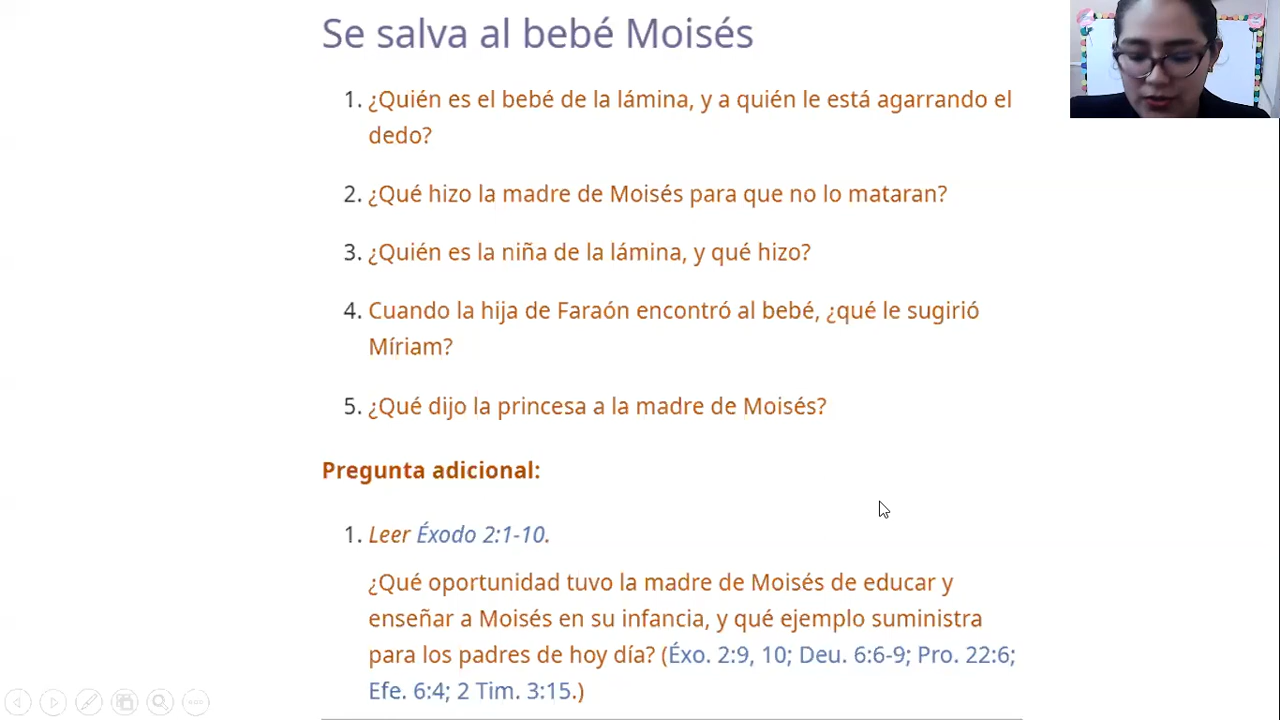 Se salva al bebé Moisés
1. ¿Quién es el bebé de la lámina, y a quién le está agarrando el
dedo?
2. ¿Qué hizo la madre de Moisés para que no lo mataran?
3. ¿Quién es la niña de la lámina, y qué hizo?
4. Cuando la hija de Faraón encontró al bebé, ¿qué le sugirió
Míriam?
5. ¿Qué dijo la princesa a la madre de Moisés?
Pregunta adicional:
1. Leer Éxodo 2:1-10.
¿Qué oportunidad tuvo la madre de Moisés de educar y
enseñar a Moisés en su infancia, y qué ejemplo suministra
para los padres de hoy día? (Éxo. 2:9, 10; Deu. 6:6-9; Pro. 22:6;
Efe. 6:4; 2 Tim. 3:15.)